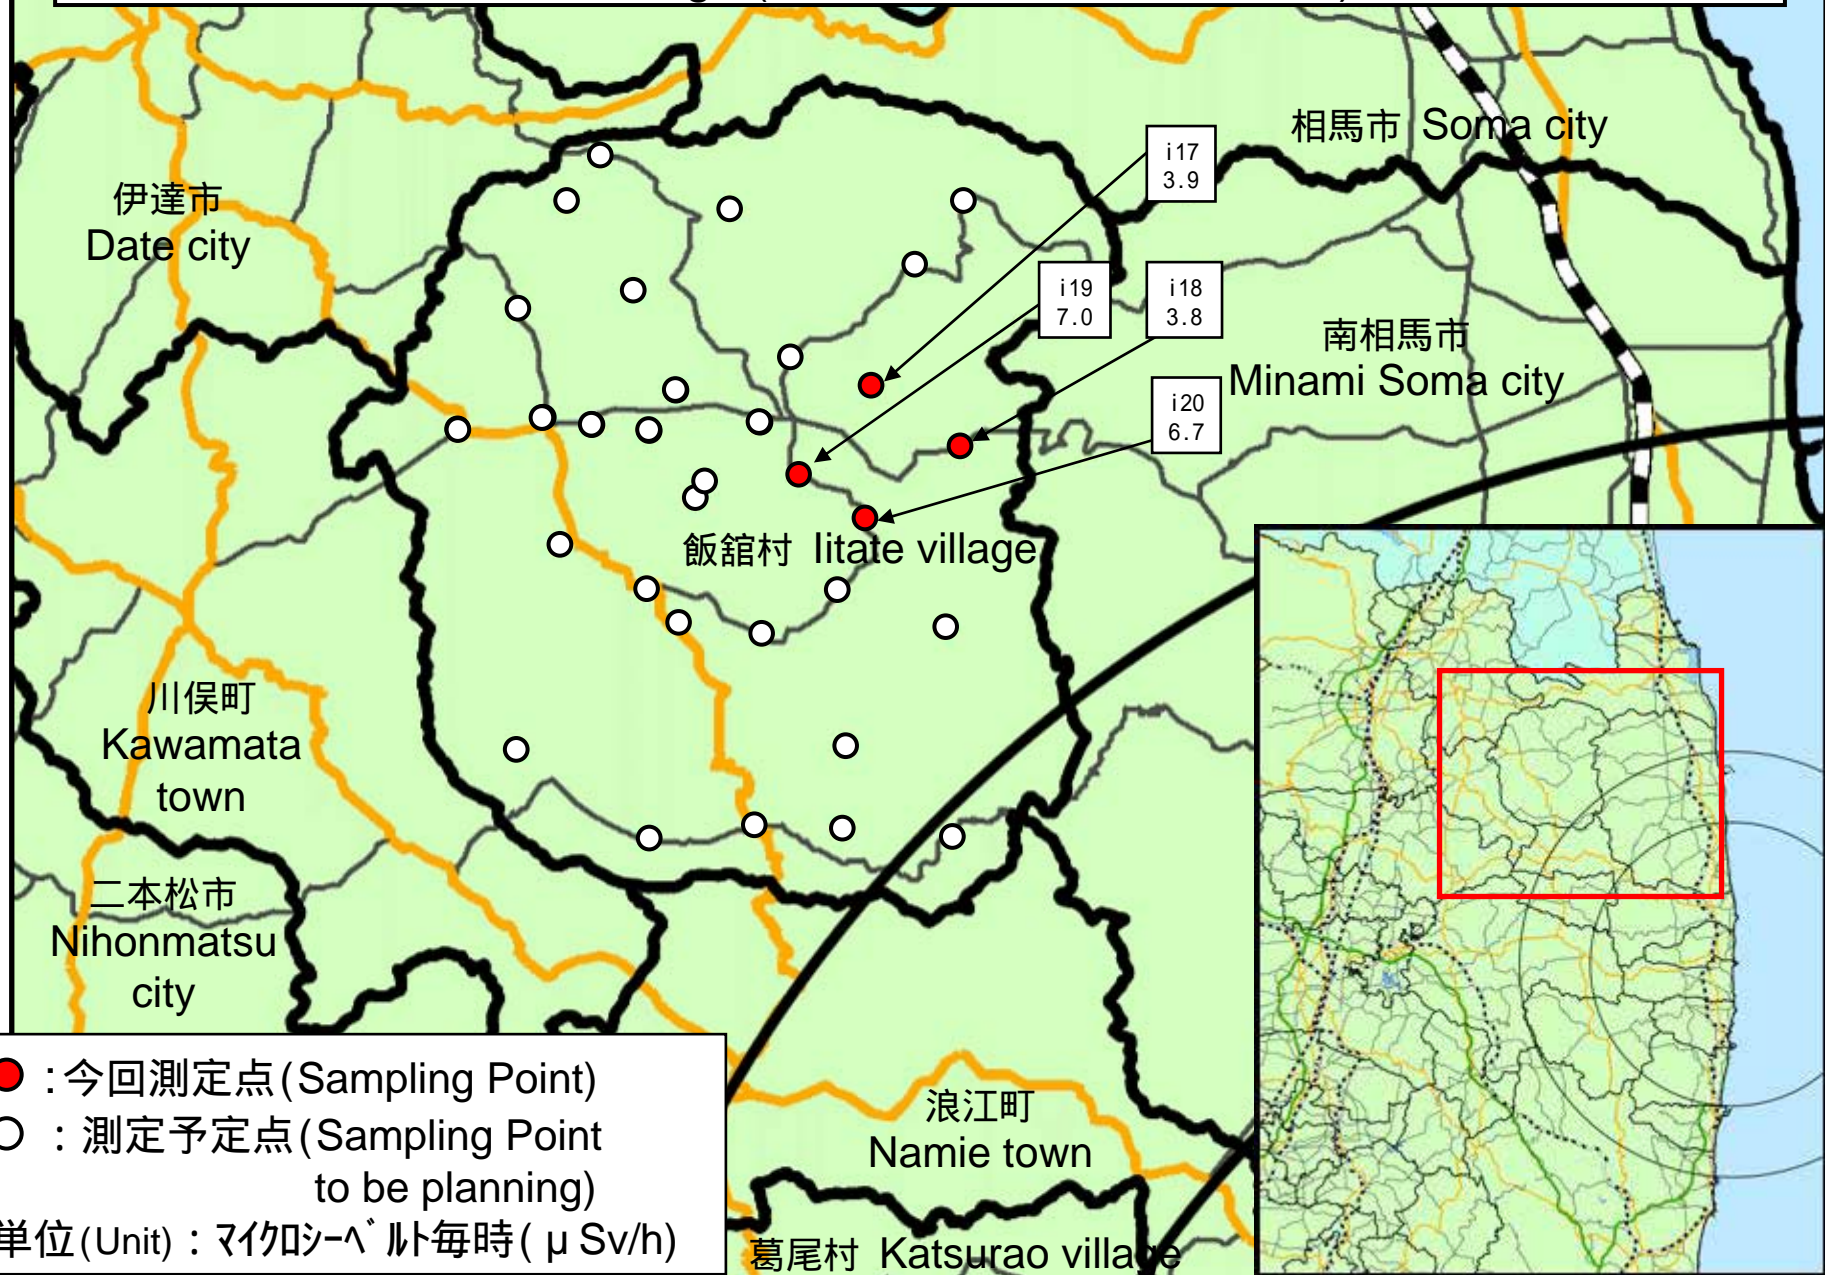 相馬市 Soma city
i17
3.9
伊達市
Date city
i19
7.0
i18
3.8
南相馬市
Minami Soma city
i20
6.7
飯舘村 Iitate village
川俣町
Kawamata
town
二本松市
Nihonmatsu
city
:今回測定点(Sampling Point)
:測定予定点(Sampling Point
to be planning)
単位(Unit):マイクロシーベルト毎時(μSv/h)
浪江町
Namie town
葛尾村 Katsurao village